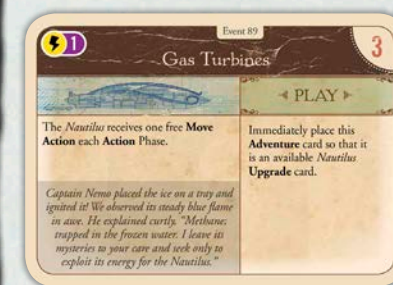 Event 89
1
3
Gas Turbines
PLAY
The Nautilus receives one free Move
Action each Action Phase.
Immediately place this
Adventure card so that it
is an available Nautilus
Upgrade card.
Captain Nemo placed the ice on a tray and
ignited it! We observed its steady blue flame
in awe. He explained curtly, "Methane;
trapped in the frozen water. I leave its
mysteries to your care and seek only to
exploit its energy for the Nautilus."